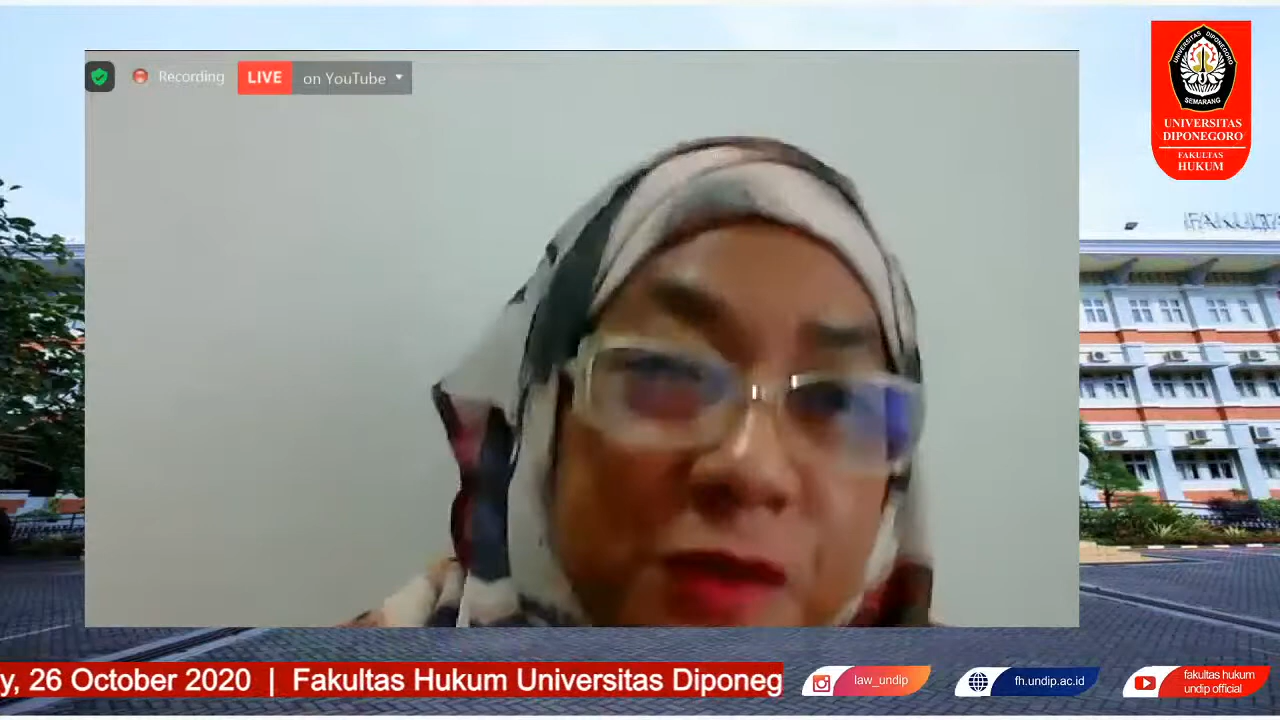 Recording
LIVE
on YouTube
UNIVERSITAS DIPONEGORO
SEMARANG
UNIVERSITAS
DIPONEGORO
FAKULTAS
HUKUM
y, 26 October 2020 | Fakultas Hukum Universitas Diponeg
law_undip
fh.undip.ac.id
fakultas hukum
undip official